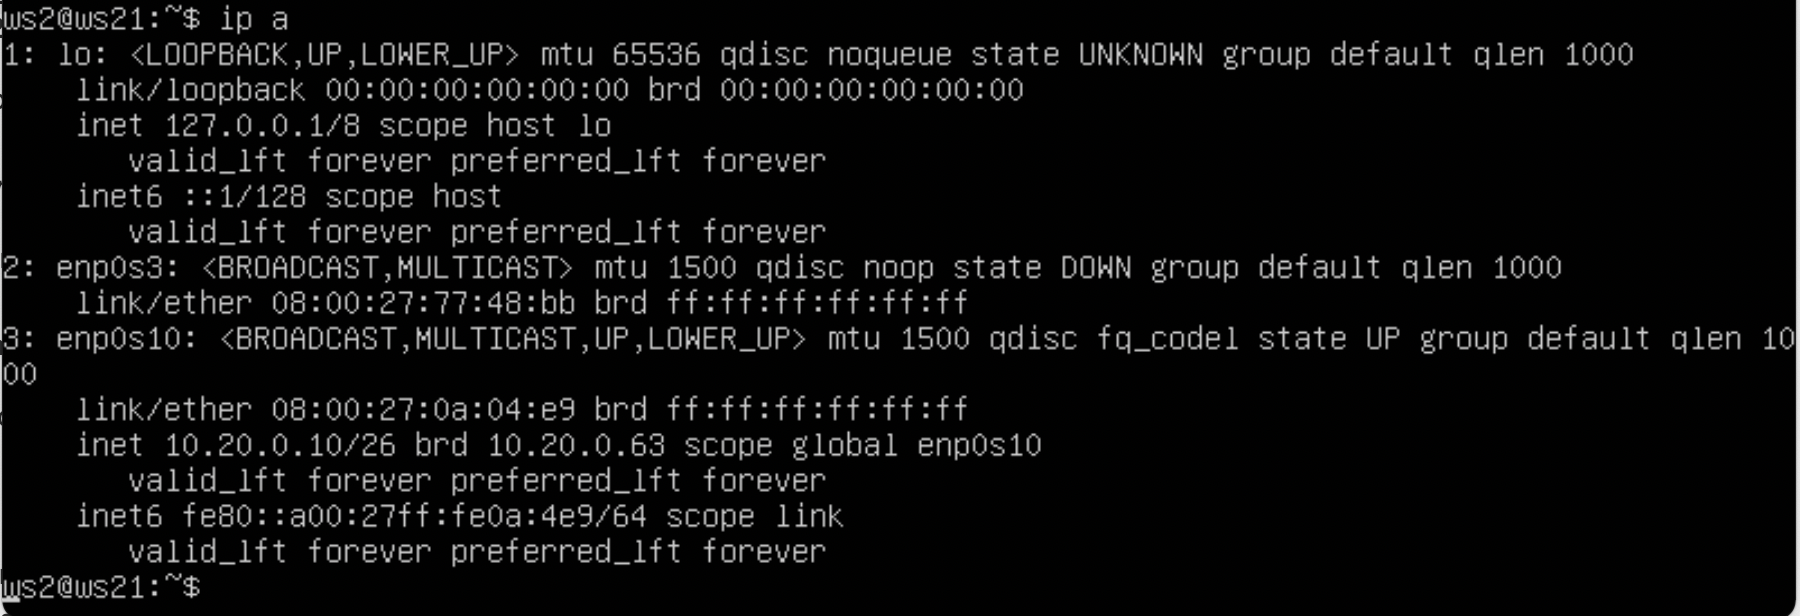 ws2@ws21:~$ ip a
1: lo: <LOOPBACK,UP,LOWER_UP> mtu 65536 qdisc noqueue state UNKNOWN group default qlen 1000
    link/loopback 00:00:00:00:00:00 brd 00:00:00:00:00:00
    inet 127.0.0.1/8 scope host lo
       valid_lft forever preferred_lft forever
    inet6 ::1/128 scope host
       valid_lft forever preferred_lft forever
2: enp0s3: <BROADCAST,MULTICAST> mtu 1500 qdisc noop state DOWN group default qlen 1000
    link/ether 08:00:27:77:48:bb brd ff:ff:ff:ff:ff:ff
3: enp0s10: <BROADCAST,MULTICAST,UP,LOWER_UP> mtu 1500 qdisc fq_codel state UP group default qlen 10
00
    link/ether 08:00:27:0a:04:e9 brd ff:ff:ff:ff:ff:ff
    inet 10.20.0.10/26 brd 10.20.0.63 scope global enp0s10
       valid_lft forever preferred_lft forever
    inet6 fe80::a00:27ff:fe0a:4e9/64 scope link
       valid_lft forever preferred_lft forever
ws2@ws21:~$